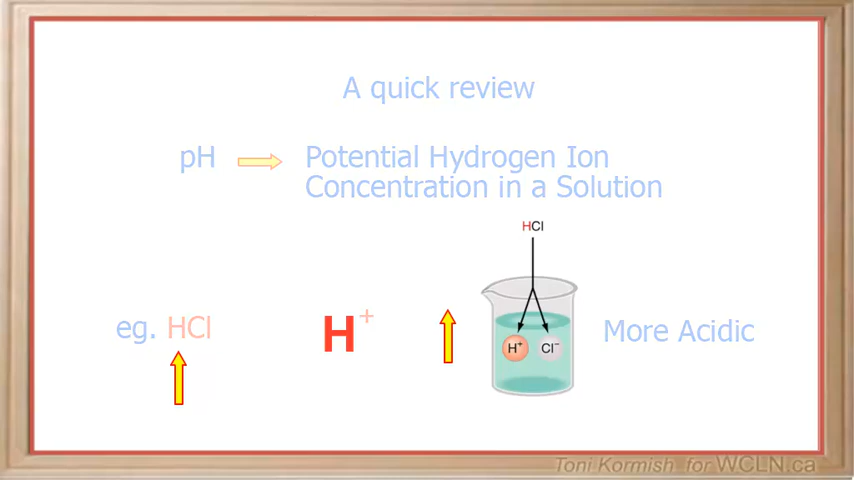 A quick review
pH
Potential Hydrogen Ion
Concentration in a Solution
HCl
eg. HCl
H+
H+
Cl−
More Acidic
Toni Kormish for WCLN.ca